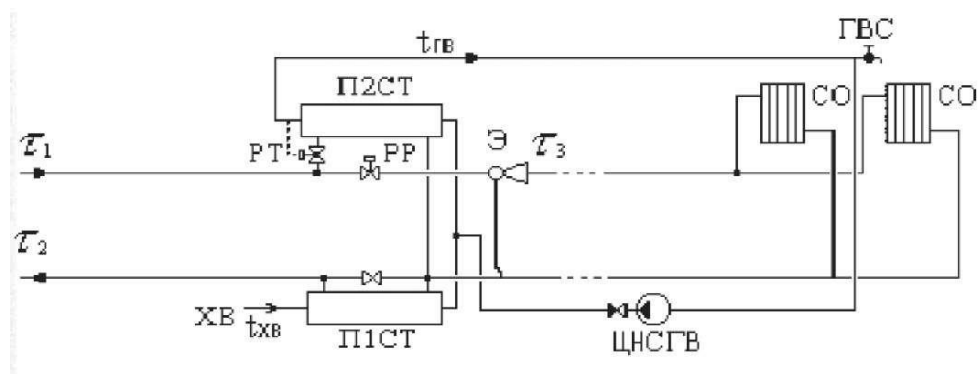 tГВ
ГВС
П2СТ
СО
СО
τ1
РТ
РР
Э
τ3
τ2
ХВ
tХВ
П1СТ
ЦНСГВ